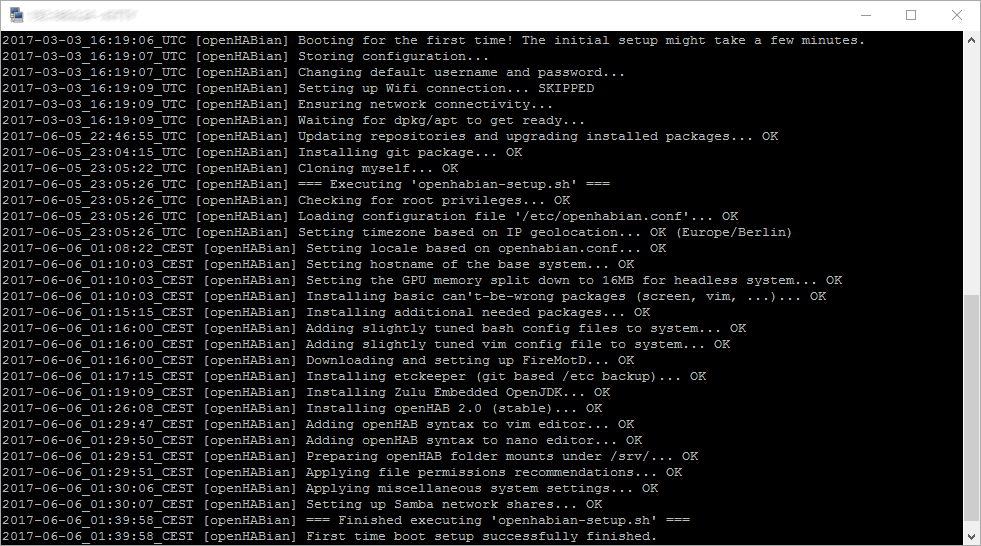 2017-03-03_16:19:06_UTC [openHABian] Booting for the first time! The initial setup might take a few minutes.
2017-03-03_16:19:07_UTC [openHABian] Storing configuration...
2017-03-03_16:19:07_UTC [openHABian] Changing default username and password...
2017-03-03_16:19:09_UTC [openHABian] Setting up Wifi connection... SKIPPED
2017-03-03_16:19:09_UTC [openHABian] Ensuring network connectivity...
2017-03-03_16:19:09_UTC [openHABian] Waiting for dpkg/apt to get ready...
2017-06-05_22:46:55_UTC [openHABian] Updating repositories and upgrading installed packages... OK
2017-06-05_23:04:15_UTC [openHABian] Installing git package... OK
2017-06-05_23:05:22_UTC [openHABian] Cloning myself... OK
2017-06-05_23:05:26_UTC [openHABian] === Executing 'openhabian-setup.sh' ===
2017-06-05_23:05:26_UTC [openHABian] Checking for root privileges... OK
2017-06-05_23:05:26_UTC [openHABian] Loading configuration file '/etc/openhabian.conf'... OK
2017-06-05_23:05:26_UTC [openHABian] Setting timezone based on IP geolocation... OK (Europe/Berlin)
2017-06-06_01:08:22_CEST [openHABian] Setting locale based on openhabian.conf... OK
2017-06-06_01:10:03_CEST [openHABian] Setting hostname of the base system... OK
2017-06-06_01:10:03_CEST [openHABian] Setting the GPU memory split down to 16MB for headless system... OK
2017-06-06_01:10:03_CEST [openHABian] Installing basic can't-be-wrong packages (screen, vim, ...)... OK
2017-06-06_01:15:15_CEST [openHABian] Installing additional needed packages... OK
2017-06-06_01:16:00_CEST [openHABian] Adding slightly tuned bash config files to system... OK
2017-06-06_01:16:00_CEST [openHABian] Adding slightly tuned vim config file to system... OK
2017-06-06_01:16:00_CEST [openHABian] Downloading and setting up FireMotD... OK
2017-06-06_01:17:15_CEST [openHABian] Installing etckeeper (git based /etc backup)... OK
2017-06-06_01:19:09_CEST [openHABian] Installing Zulu Embedded OpenJDK... OK
2017-06-06_01:26:08_CEST [openHABian] Installing openHAB 2.0 (stable)... OK
2017-06-06_01:29:47_CEST [openHABian] Adding openHAB syntax to vim editor... OK
2017-06-06_01:29:50_CEST [openHABian] Adding openHAB syntax to nano editor... OK
2017-06-06_01:29:51_CEST [openHABian] Preparing openHAB folder mounts under /srv/... OK
2017-06-06_01:29:51_CEST [openHABian] Applying file permissions recommendations... OK
2017-06-06_01:30:06_CEST [openHABian] Applying miscellaneous system settings... OK
2017-06-06_01:30:07_CEST [openHABian] Setting up Samba network shares... OK
2017-06-06_01:39:58_CEST [openHABian] === Finished executing 'openhabian-setup.sh' ===
2017-06-06_01:39:58_CEST [openHABian] First time boot setup successfully finished.